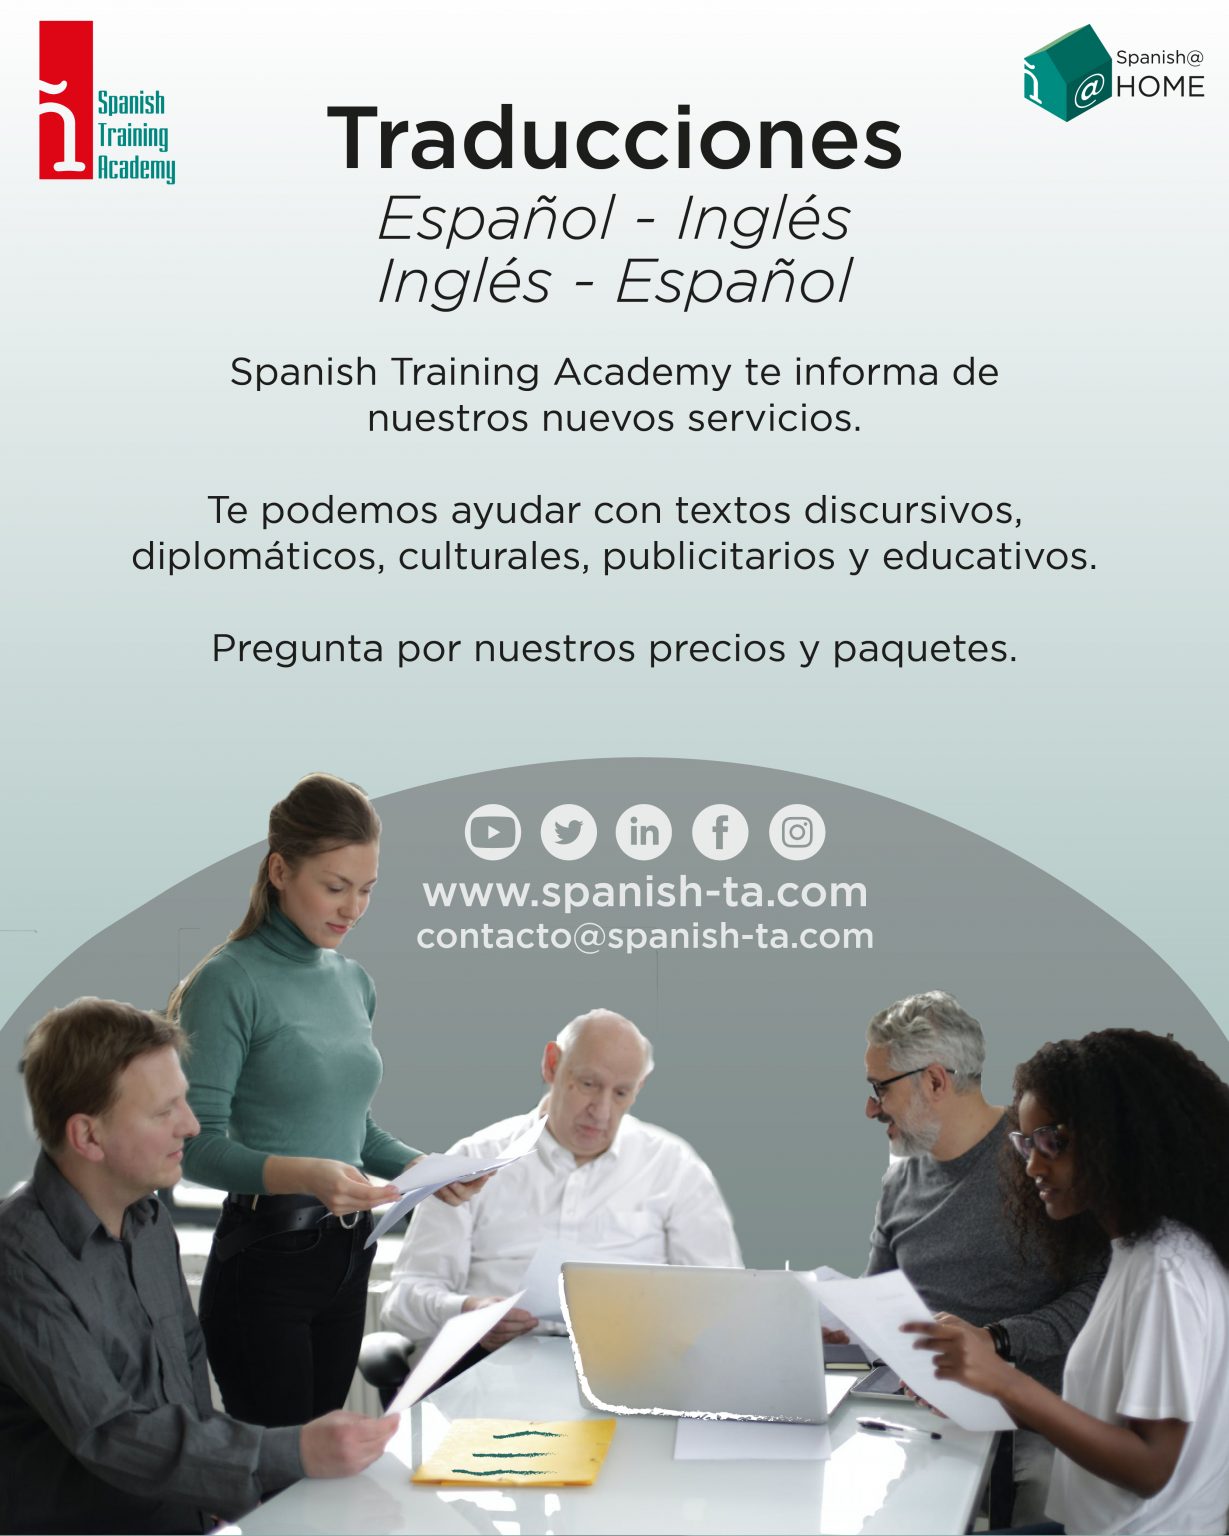 Spanish
Training
Academy
Spanish@
@ HOME
Traducciones
Español - Inglés
Inglés - Español
Spanish Training Academy te informa de
nuestros nuevos servicios.
Te podemos ayudar con textos discursivos,
diplomáticos, culturales, publicitarios y educativos.
Pregunta por nuestros precios y paquetes.
www.spanish-ta.com
contacto@spanish-ta.com